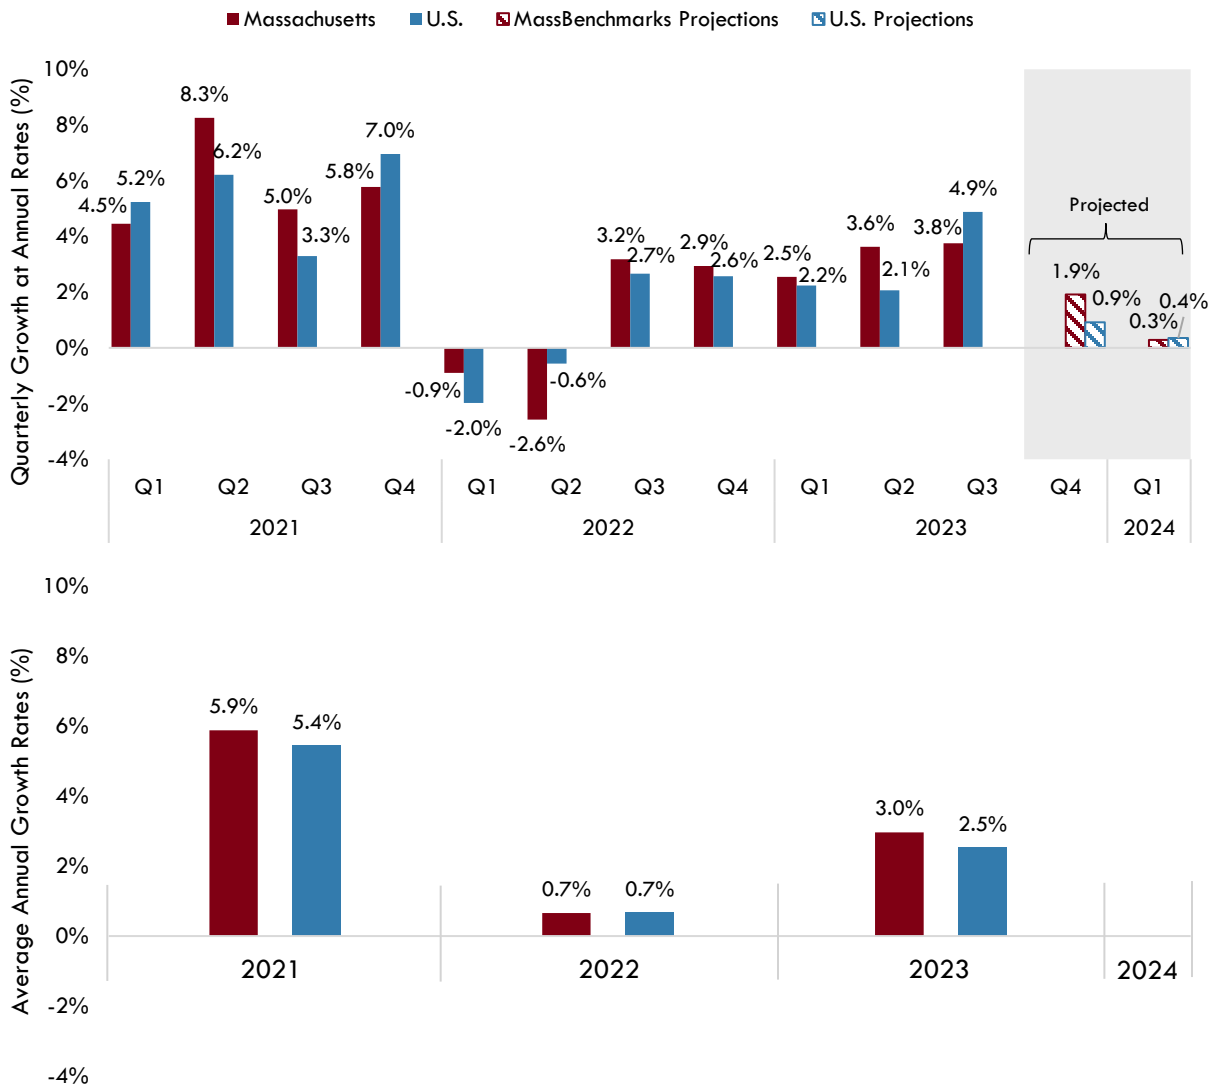 Massachusetts U.S. MassBenchmarks Projections U.S. Projections
Quarterly Growth at Annual Rates (%)
10%
8%
6%
4%
2%
0%
-2%
-4%
4.5% 5.2% 8.3% 6.2% 5.0% 3.3% 5.8% 7.0%
-0.9% -2.0% -2.6% -0.6% 3.2% 2.7% 2.9% 2.6%
2.5% 2.2% 3.6% 2.1% 3.8% 4.9%
Projected
1.9% 0.9% 0.3% 0.4%
Q1 Q2 Q3 Q4 Q1 Q2 Q3 Q4 Q1 Q2 Q3 Q4 Q1
2021 2022 2023 2024
Average Annual Growth Rates (%)
10%
8%
6%
4%
2%
0%
-2%
-4%
5.9% 5.4% 0.7% 0.7% 3.0% 2.5%
2021 2022 2023 2024